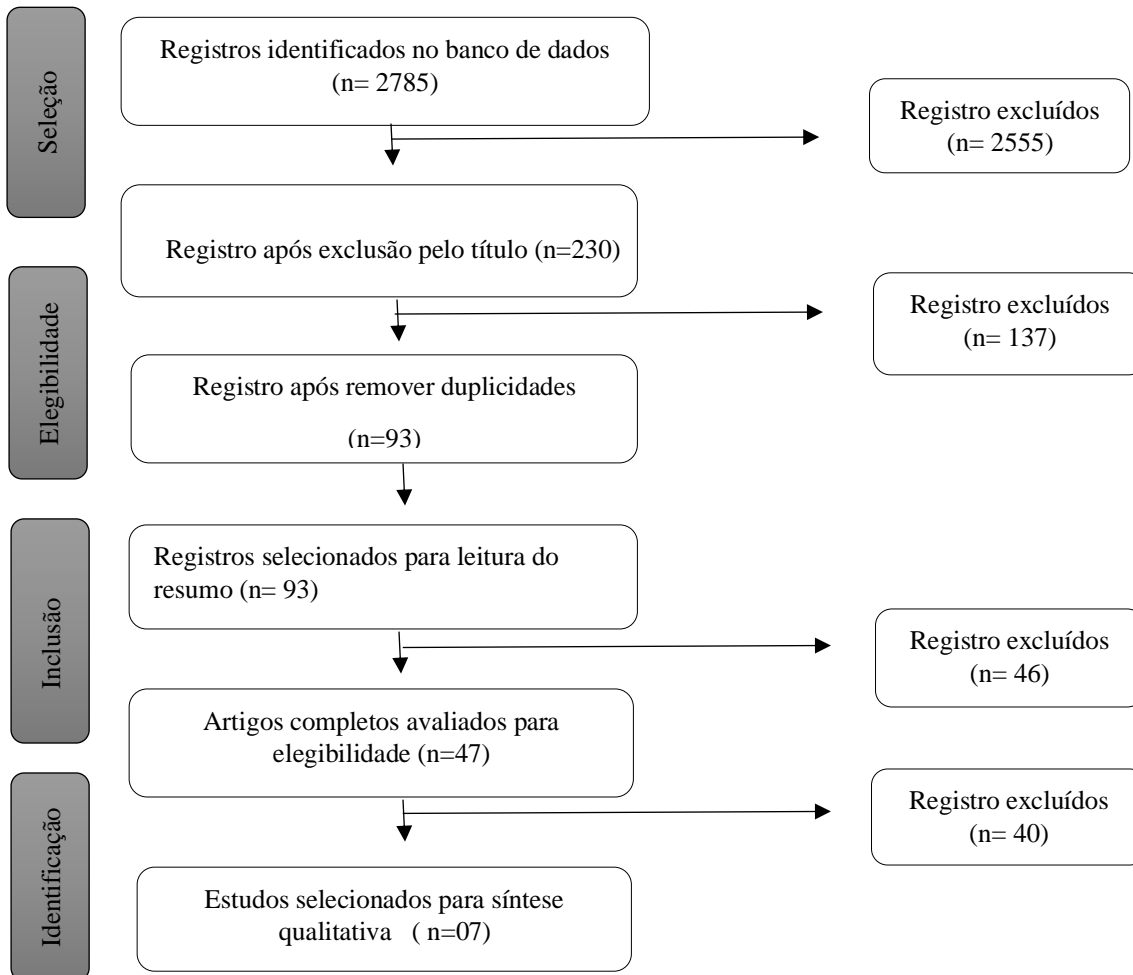 Seleção
Registros identificados no banco de dados
(n= 2785)
Registro excluídos
(n= 2555)
Registro após exclusão pelo título (n=230)
Elegibilidade
Registro excluídos
(n= 137)
Registro após remover duplicidades
(n=93)
Inclusão
Registros selecionados para leitura do
resumo (n= 93)
Registro excluídos
(n= 46)
Artigos completos avaliados para
elegibilidade (n=47)
Identificação
Registro excluídos
(n= 40)
Estudos selecionados para síntese
qualitativa ( n=07)